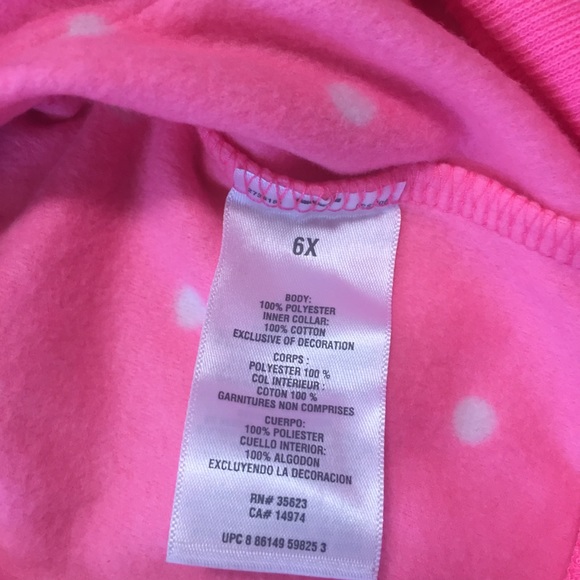 6X
BODY:
100% POLYESTER
INNER COLLAR:
100% COTTON
EXCLUSIVE OF DECORATION
CORPS :
POLYESTER 100 %
COL INTÉRIEUR :
COTON 100 %
GARNITURES NON COMPRISES
CUERPO:
100% POLIESTER
CUELLO INTERIOR:
100% ALGODON
EXCLUYENDO LA DECORACION
RN# 35623
CA# 14974
UPC 8 86149 59825 3